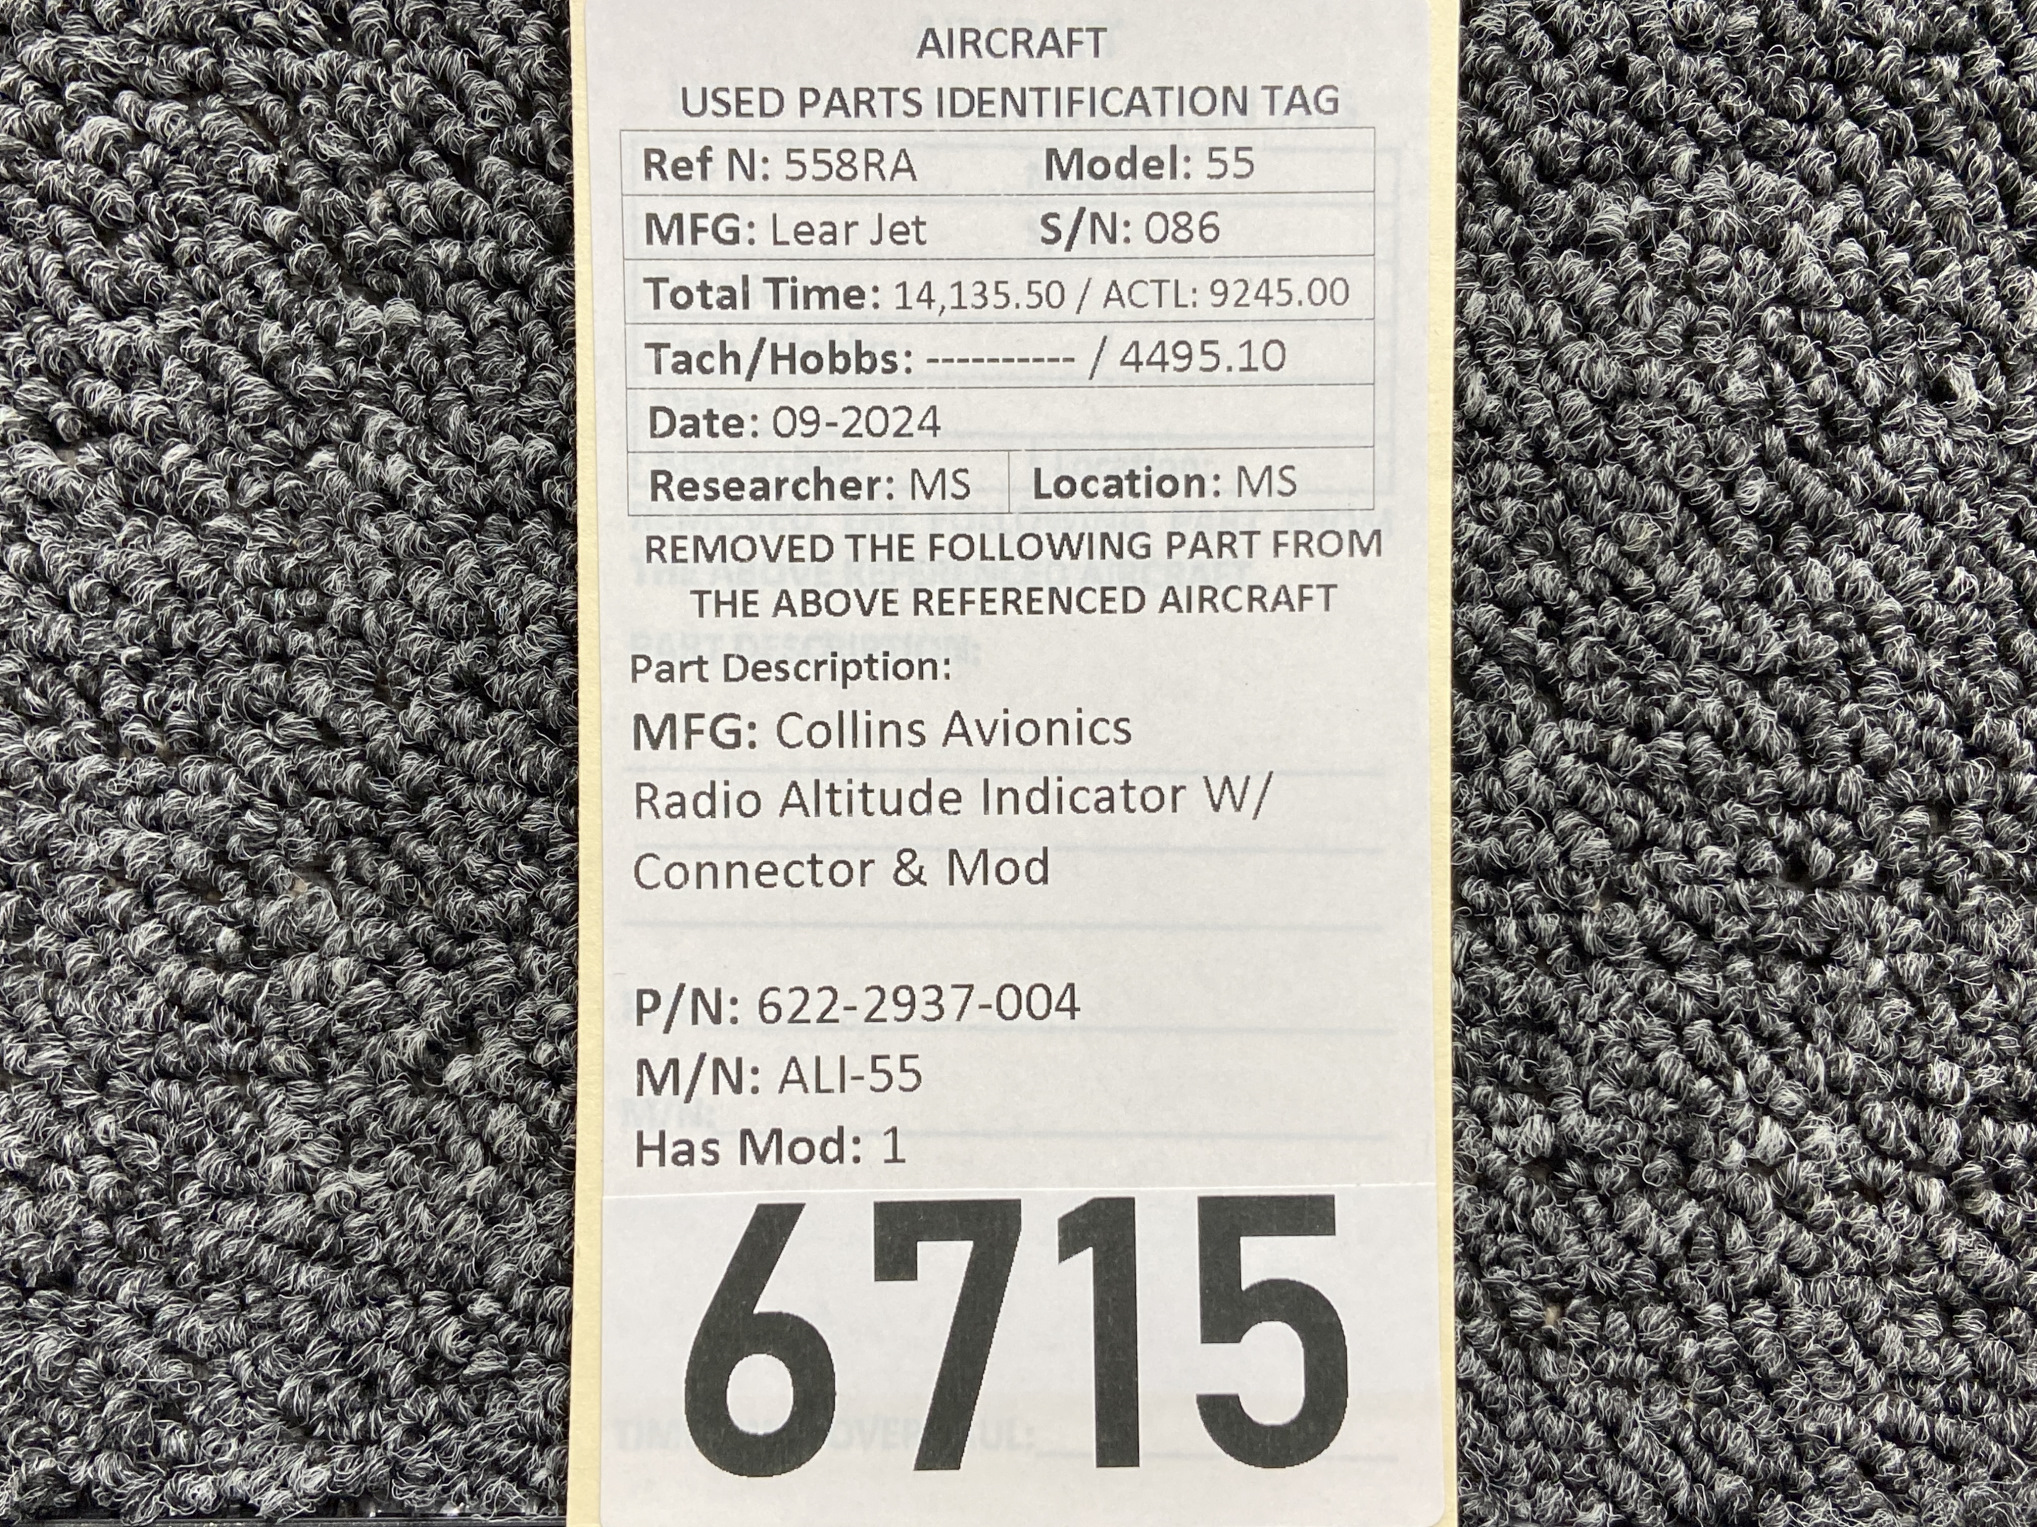 AIRCRAFT
USED PARTS IDENTIFICATION TAG
Ref N: 558RA Model: 55
MFG: Lear Jet S/N: 086
Total Time: 14,135.50 / ACTL: 9245.00
Tach/Hobbs: ---------- / 4495.10
Date: 09-2024
Researcher: MS Location: MS
REMOVED THE FOLLOWING PART FROM
THE ABOVE REFERENCED AIRCRAFT
Part Description:
MFG: Collins Avionics
Radio Altitude Indicator W/
Connector & Mod
P/N: 622-2937-004
M/N: ALI-55
Has Mod: 1
6715